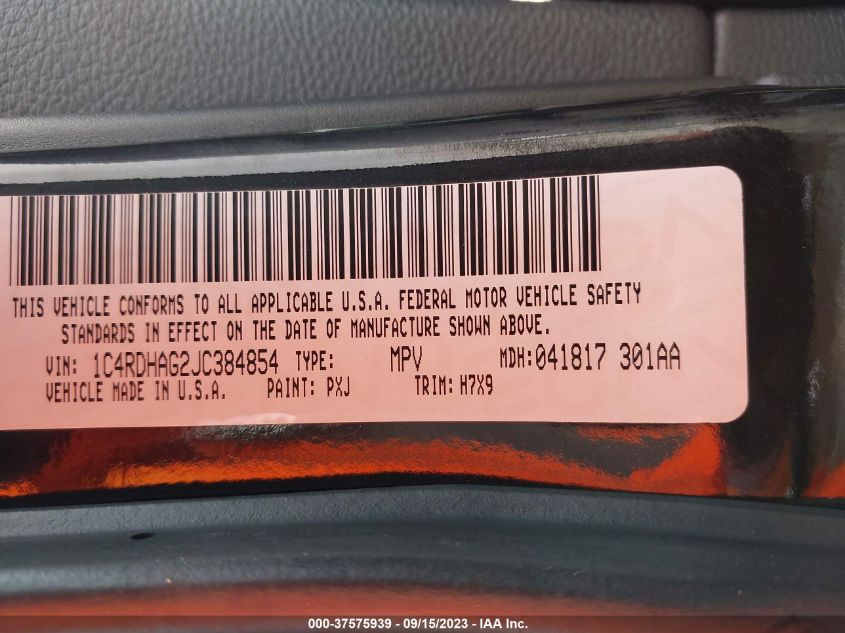 THIS VEHICLE CONFORMS TO ALL APPLICABLE U.S.A. FEDERAL MOTOR VEHICLE SAFETY
STANDARDS IN EFFECT ON THE DATE OF MANUFACTURE SHOWN ABOVE.
VIN: 1C4RDHAG2JC384854 TYPE: MPV MDH:041817 301AA
VEHICLE MADE IN U.S.A. PAINT: PXJ TRIM: H7X9
000-37575939 - 09/15/2023 - IAA Inc.